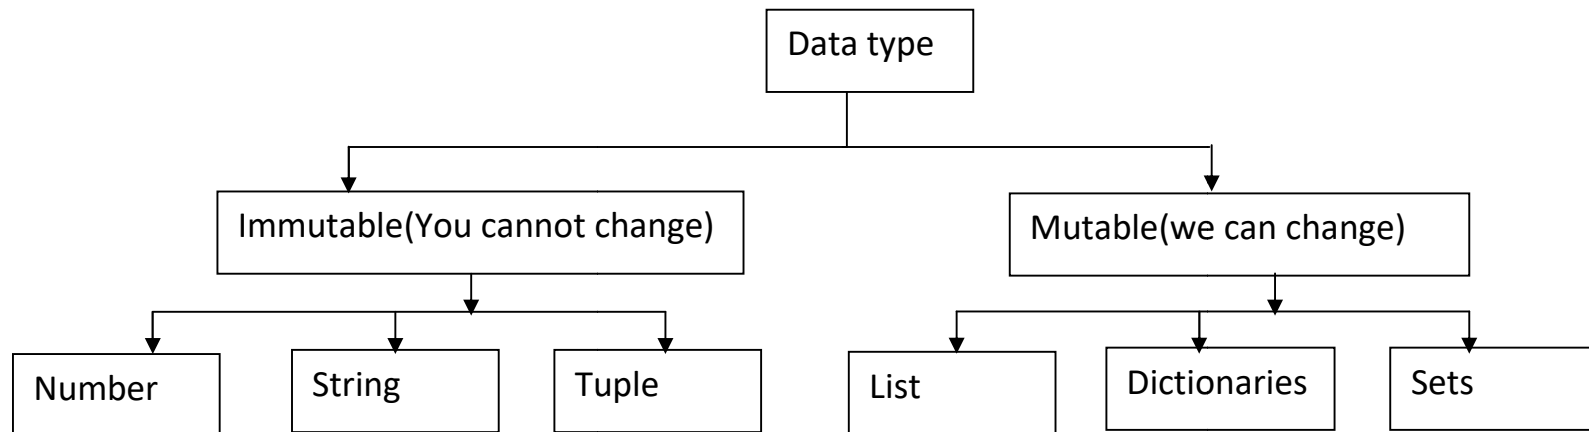 Data type
Immutable(You cannot change)
Mutable(we can change)
Number
String
Tuple
List
Dictionaries
Sets